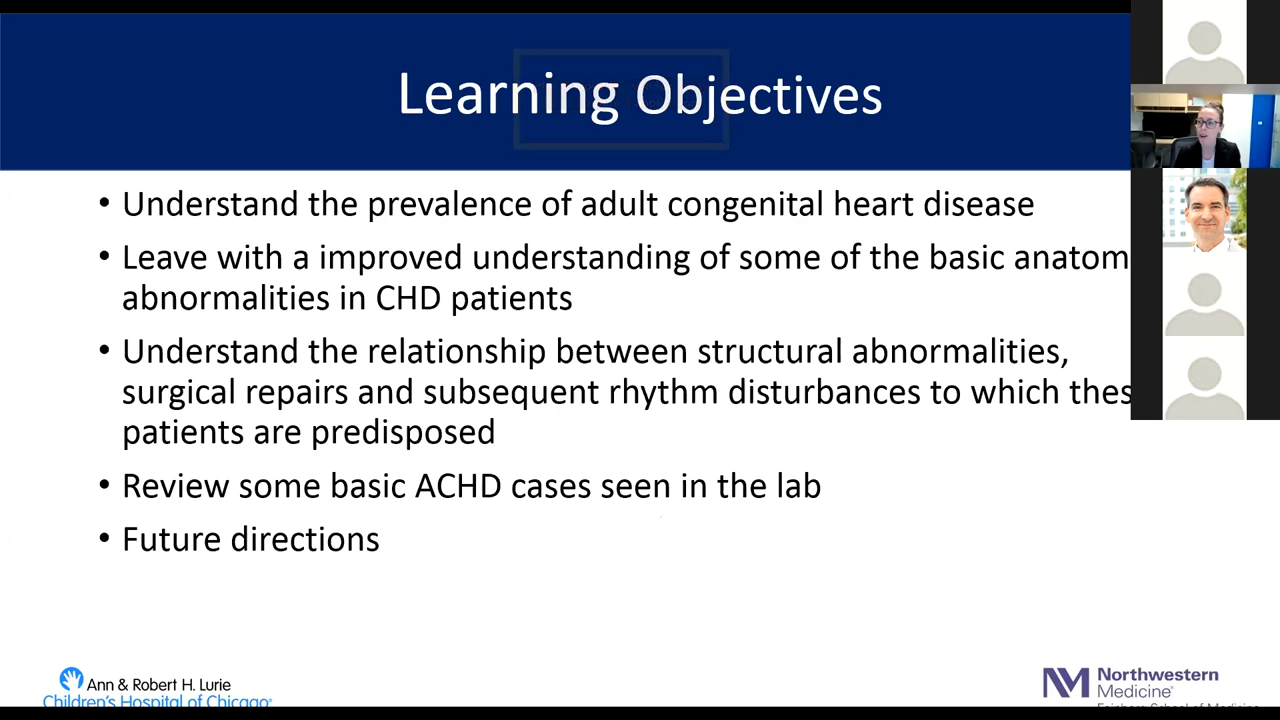 Learning Objectives
• Understand the prevalence of adult congenital heart disease
• Leave with a improved understanding of some of the basic anatom
abnormalities in CHD patients
• Understand the relationship between structural abnormalities,
surgical repairs and subsequent rhythm disturbances to which thes
patients are predisposed
• Review some basic ACHD cases seen in the lab
• Future directions
Ann & Robert H. Lurie
Children's Hospital of Chicago®
NM Northwestern
Medicine®
Feinberg School of Medicine